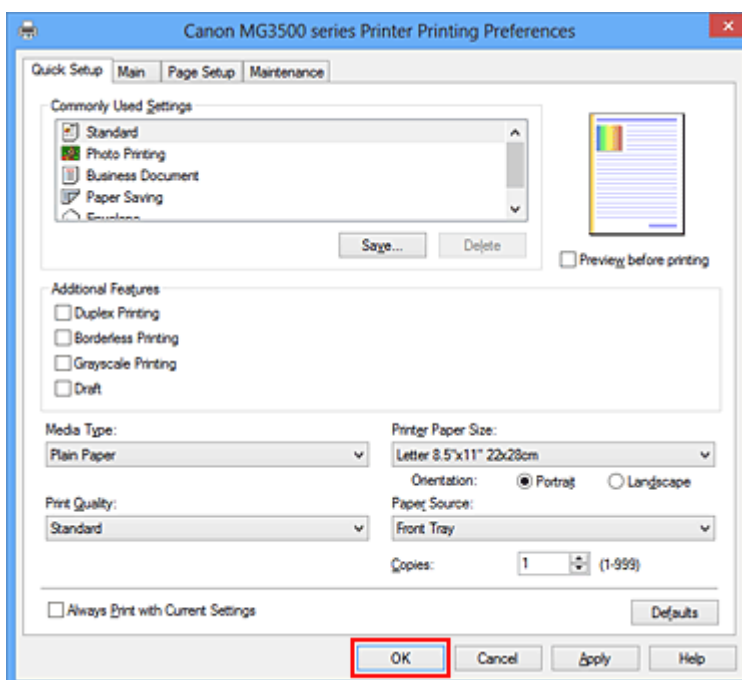 Canon MG3500 series Printer Printing Preferences
Quick Setup Main Page Setup Maintenance
Commonly Used Settings
Standard
Photo Printing
Business Document
Paper Saving
Envelope
Save... Delete
Preview before printing
Additional Features
Duplex Printing
Borderless Printing
Grayscale Printing
Draft
Media Type: Printer Paper Size:
Plain Paper Letter 8.5"x11" 22x28cm
Orientation: Portrait Landscape
Print Quality: Paper Source:
Standard Front Tray
Copies: 1 (1-999)
Always Print with Current Settings Defaults
OK Cancel Apply Help